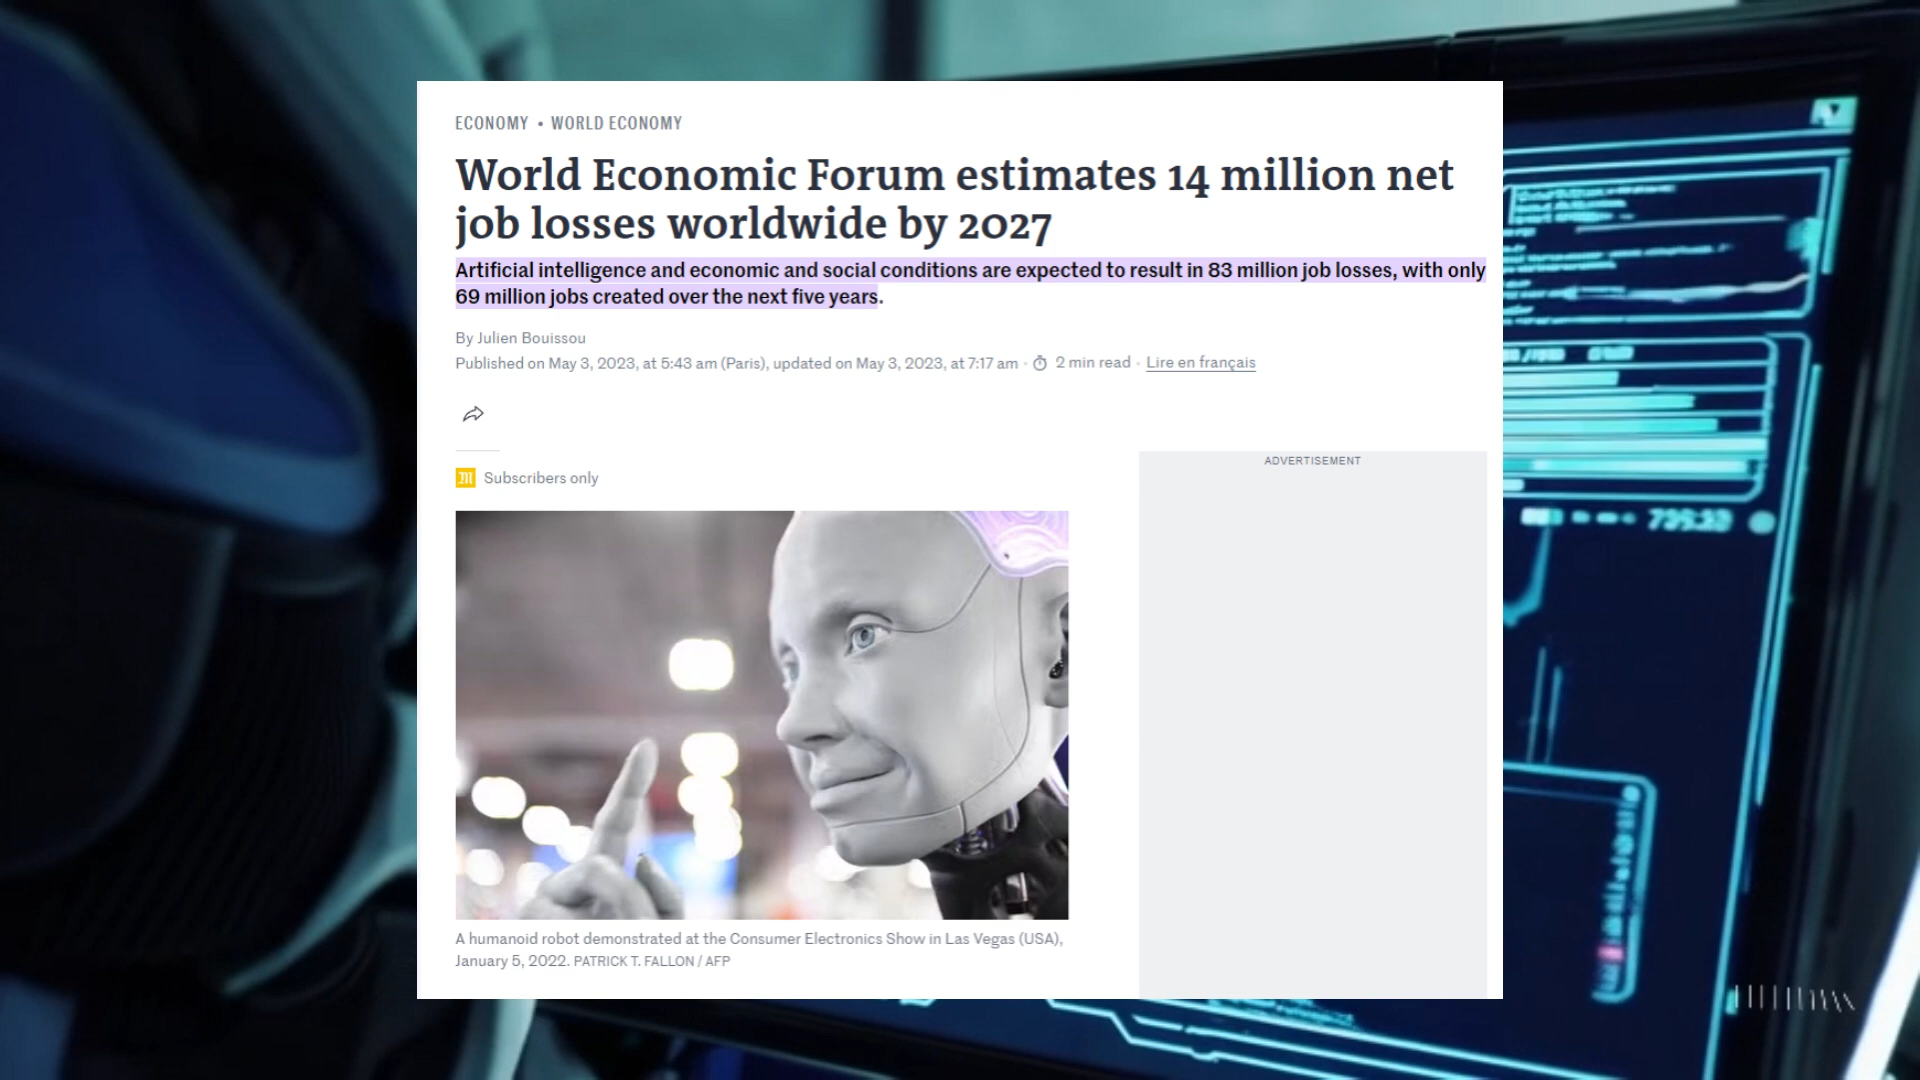 ECONOMY • WORLD ECONOMY
World Economic Forum estimates 14 million net
job losses worldwide by 2027
Artificial intelligence and economic and social conditions are expected to result in 83 million job losses, with only
69 million jobs created over the next five years.
By Julien Bouissou
Published on May 3, 2023, at 5:43 am (Paris), updated on May 3, 2023, at 7:17 am · 2 min read · Lire en français
Subscribers only
ADVERTISEMENT
A humanoid robot demonstrated at the Consumer Electronics Show in Las Vegas (USA),
January 5, 2022. PATRICK T. FALLON / AFP